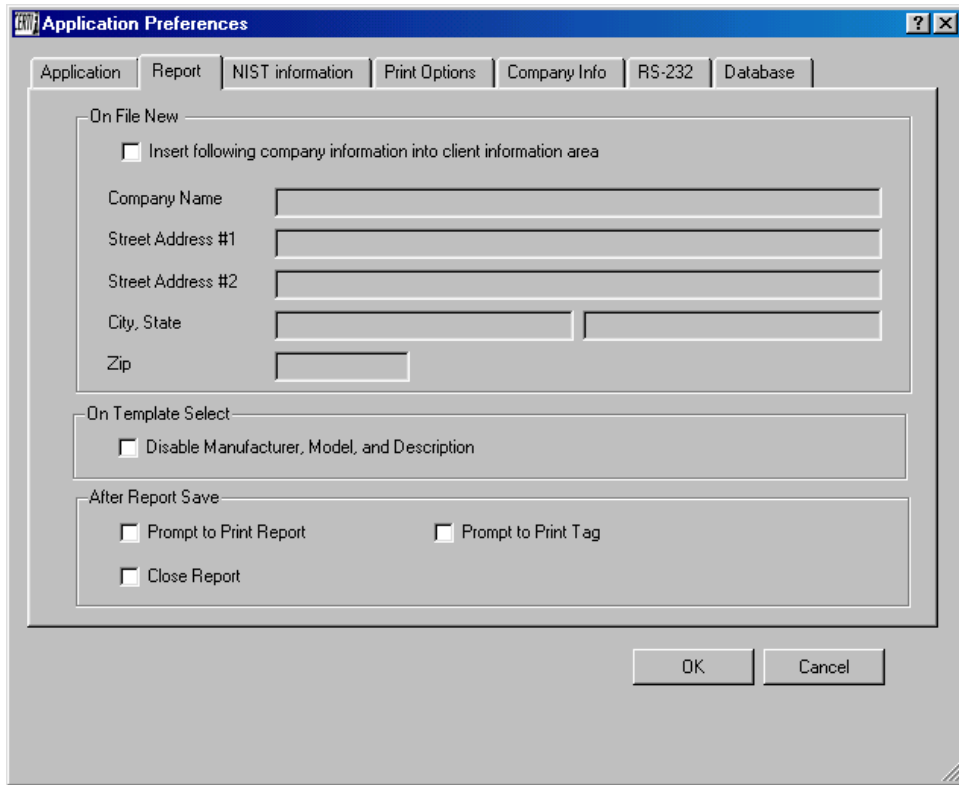 Application Preferences
Application Report NIST information Print Options Company Info RS-232 Database
On File New
Insert following company information into client information area
Company Name
Street Address #1
Street Address #2
City, State
Zip
On Template Select
Disable Manufacturer, Model, and Description
After Report Save
Prompt to Print Report Prompt to Print Tag
Close Report
OK Cancel